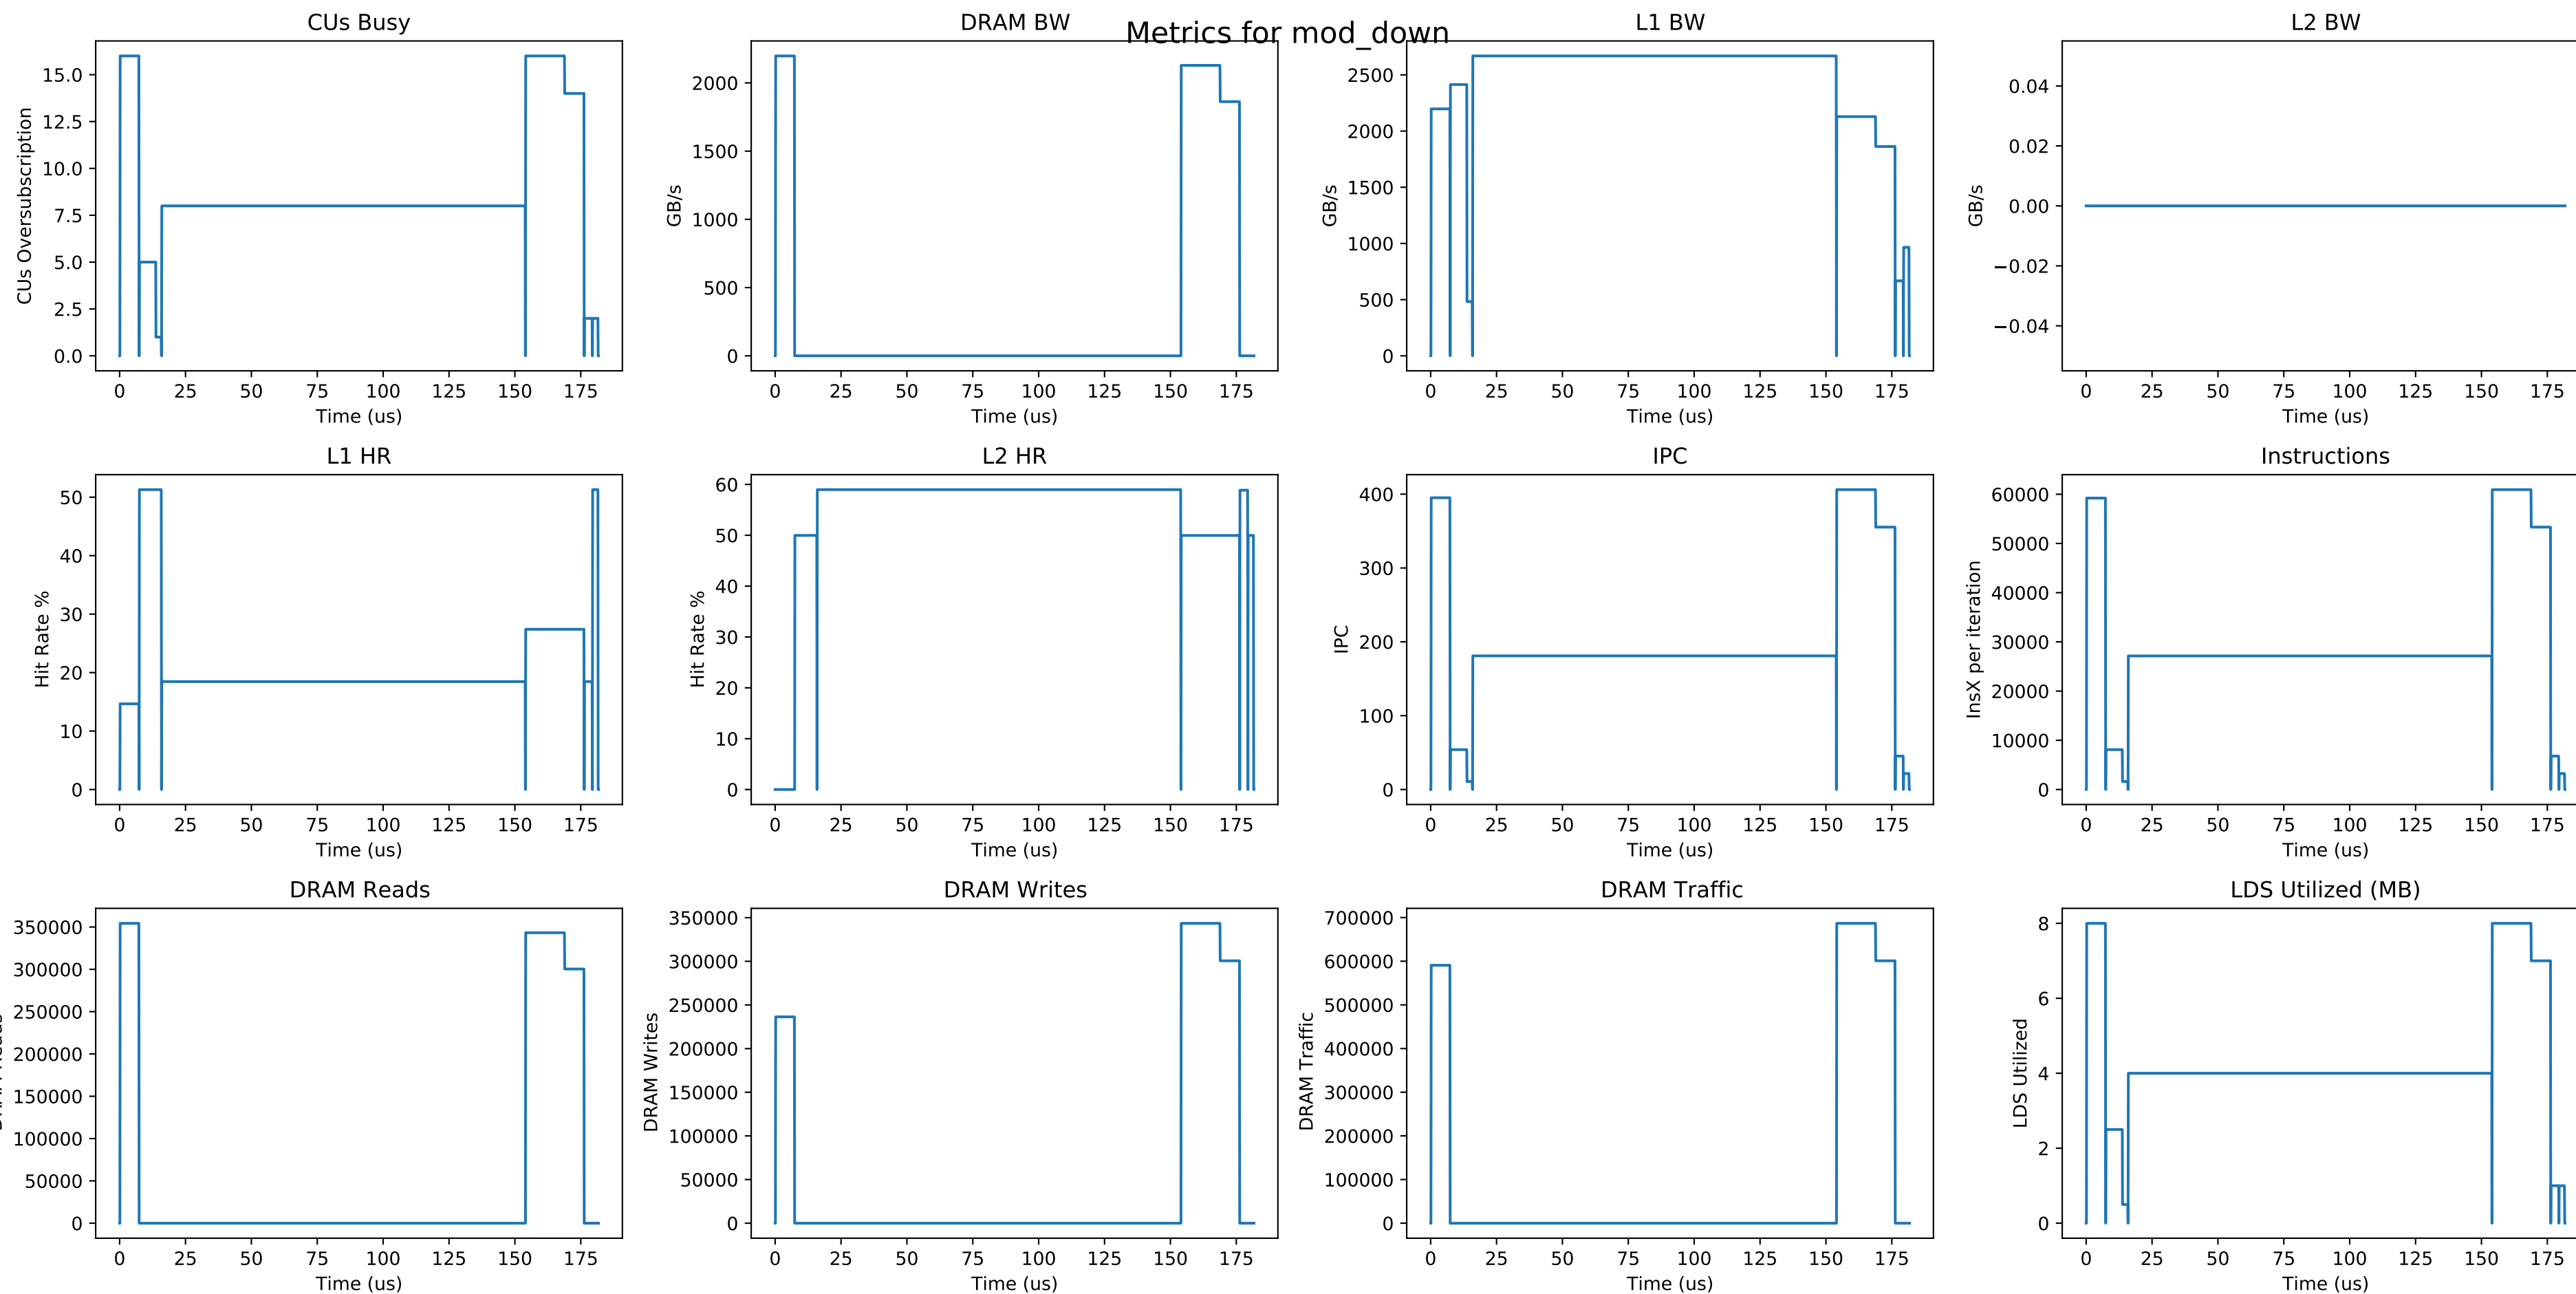 Metrics for mod_down
CUs Busy
CUs Oversubscription
15.0
12.5
10.0
7.5
5.0
2.5
0.0
0 25 50 75 100 125 150 175
Time (us)
DRAM BW
GB/s
2000
1500
1000
500
0
0 25 50 75 100 125 150 175
Time (us)
L1 BW
GB/s
2500
2000
1500
1000
500
0
0 25 50 75 100 125 150 175
Time (us)
L2 BW
GB/s
0.04
0.02
0.00
−0.02
−0.04
0 25 50 75 100 125 150 175
Time (us)
L1 HR
Hit Rate %
50
40
30
20
10
0
0 25 50 75 100 125 150 175
Time (us)
L2 HR
Hit Rate %
60
50
40
30
20
10
0
0 25 50 75 100 125 150 175
Time (us)
IPC
IPC
400
300
200
100
0
0 25 50 75 100 125 150 175
Time (us)
Instructions
InsX per iteration
60000
50000
40000
30000
20000
10000
0
0 25 50 75 100 125 150 175
Time (us)
DRAM Reads
350000
300000
250000
200000
150000
100000
50000
0
0 25 50 75 100 125 150 175
Time (us)
DRAM Writes
DRAM Writes
350000
300000
250000
200000
150000
100000
50000
0
0 25 50 75 100 125 150 175
Time (us)
DRAM Traffic
DRAM Traffic
700000
600000
500000
400000
300000
200000
100000
0
0 25 50 75 100 125 150 175
Time (us)
LDS Utilized (MB)
LDS Utilized
8
6
4
2
0
0 25 50 75 100 125 150 175
Time (us)